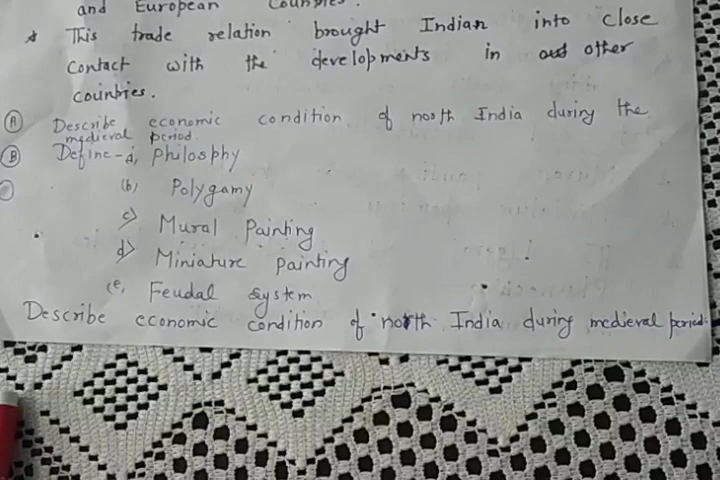 and European Countries.
* This trade relation brought Indian into close
contact with the developments in other
countries.
(A) Describe economic condition of north India during the
medieval period.
(B) Define - a, Philosphy
(b) Polygamy
c) Mural Painting
d) Miniature Painting
(e, Feudal System
Describe economic condition of north India during medieval period.